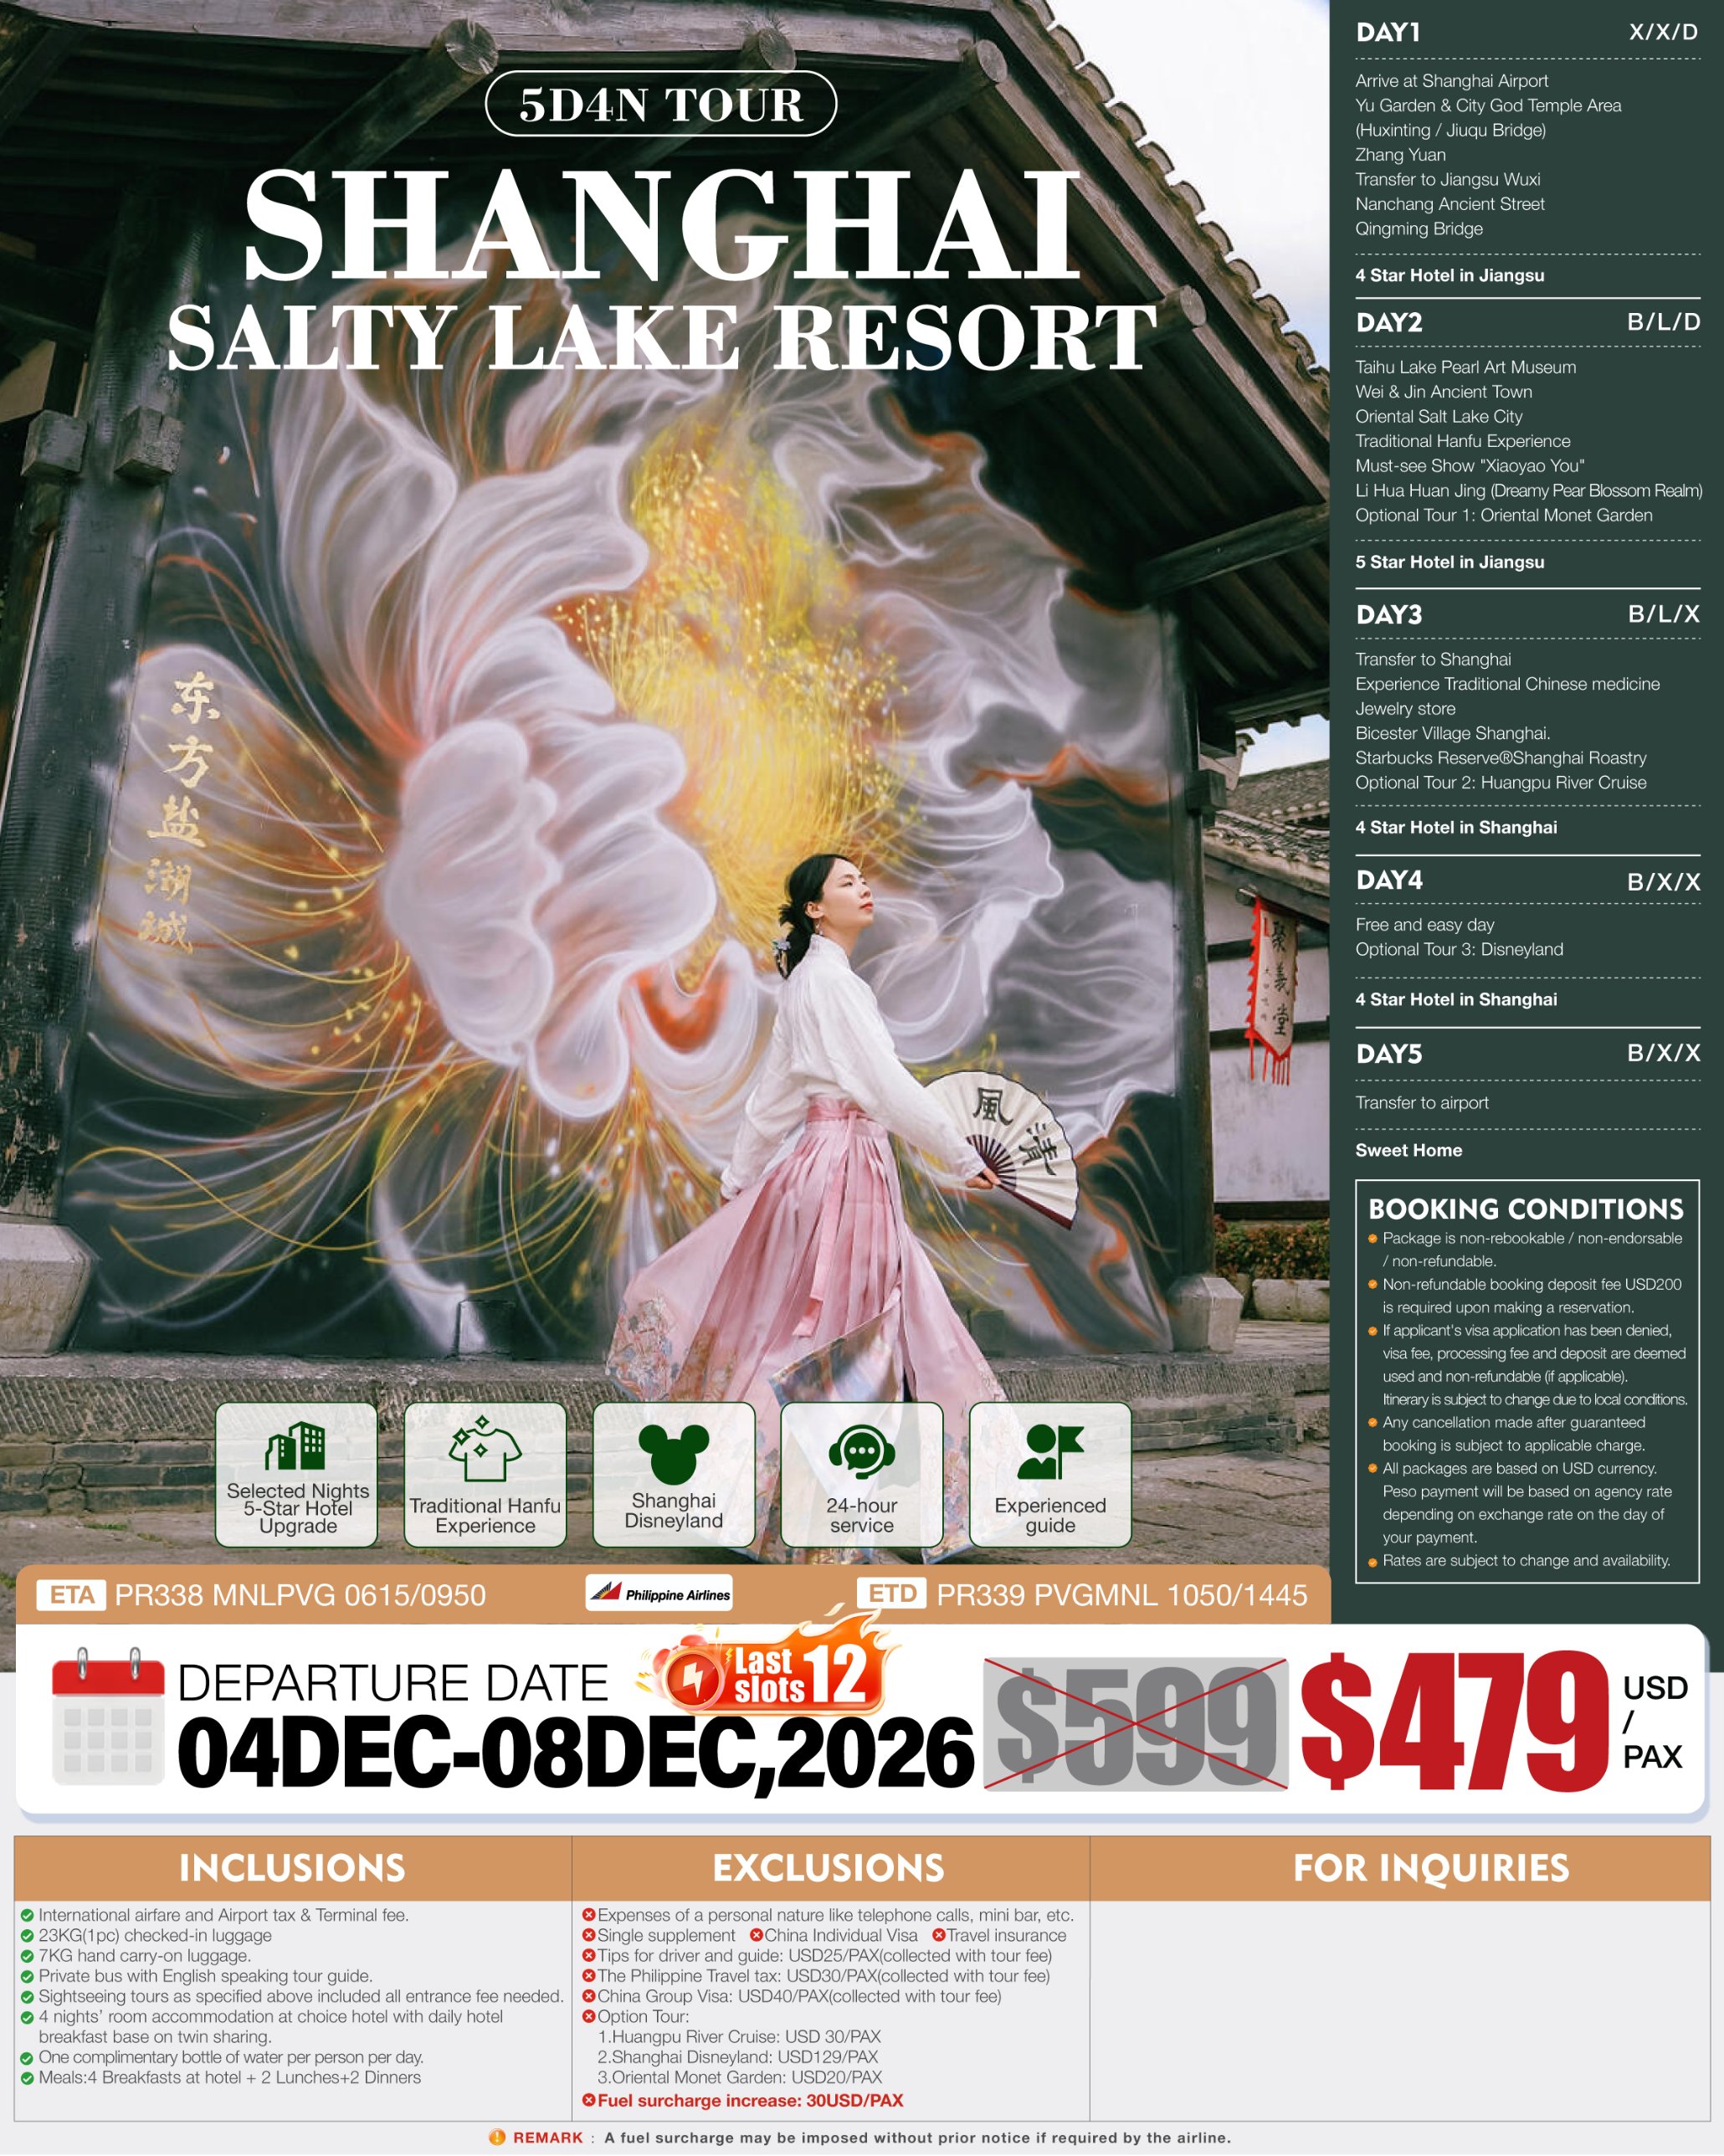 5D4N TOUR
SHANGHAI
SALTY LAKE RESORT
东
方
盐
湖
城
聚
義
堂
風
清
Selected Nights
5-Star Hotel
Upgrade
Traditional Hanfu
Experience
Shanghai
Disneyland
24-hour
service
Experienced
guide
DAY1 X/X/D
Arrive at Shanghai Airport
Yu Garden & City God Temple Area
(Huxinting / Jiuqu Bridge)
Zhang Yuan
Transfer to Jiangsu Wuxi
Nanchang Ancient Street
Qingming Bridge
4 Star Hotel in Jiangsu
DAY2 B/L/D
Taihu Lake Pearl Art Museum
Wei & Jin Ancient Town
Oriental Salt Lake City
Traditional Hanfu Experience
Must-see Show "Xiaoyao You"
Li Hua Huan Jing (Dreamy Pear Blossom Realm)
Optional Tour 1: Oriental Monet Garden
5 Star Hotel in Jiangsu
DAY3 B/L/X
Transfer to Shanghai
Experience Traditional Chinese medicine
Jewelry store
Bicester Village Shanghai.
Starbucks Reserve®Shanghai Roastry
Optional Tour 2: Huangpu River Cruise
4 Star Hotel in Shanghai
DAY4 B/X/X
Free and easy day
Optional Tour 3: Disneyland
4 Star Hotel in Shanghai
DAY5 B/X/X
Transfer to airport
Sweet Home
BOOKING CONDITIONS
Package is non-rebookable / non-endorsable
/ non-refundable.
Non-refundable booking deposit fee USD200
is required upon making a reservation.
If applicant's visa application has been denied,
visa fee, processing fee and deposit are deemed
used and non-refundable (if applicable).
Itinerary is subject to change due to local conditions.
Any cancellation made after guaranteed
booking is subject to applicable charge.
All packages are based on USD currency.
Peso payment will be based on agency rate
depending on exchange rate on the day of
your payment.
Rates are subject to change and availability.
ETA PR338 MNLPVG 0615/0950
Philippine Airlines
ETD PR339 PVGMNL 1050/1445
DEPARTURE DATE
Last
slots 12
04DEC-08DEC,2026
$599
$479
USD
/
PAX
INCLUSIONS
International airfare and Airport tax & Terminal fee.
23KG(1pc) checked-in luggage
7KG hand carry-on luggage.
Private bus with English speaking tour guide.
Sightseeing tours as specified above included all entrance fee needed.
4 nights' room accommodation at choice hotel with daily hotel
breakfast base on twin sharing.
One complimentary bottle of water per person per day.
Meals:4 Breakfasts at hotel + 2 Lunches+2 Dinners
EXCLUSIONS
Expenses of a personal nature like telephone calls, mini bar, etc.
Single supplement China Individual Visa Travel insurance
Tips for driver and guide: USD25/PAX(collected with tour fee)
The Philippine Travel tax: USD30/PAX(collected with tour fee)
China Group Visa: USD40/PAX(collected with tour fee)
Option Tour:
1.Huangpu River Cruise: USD 30/PAX
2.Shanghai Disneyland: USD129/PAX
3.Oriental Monet Garden: USD20/PAX
Fuel surcharge increase: 30USD/PAX
FOR INQUIRIES
REMARK : A fuel surcharge may be imposed without prior notice if required by the airline.